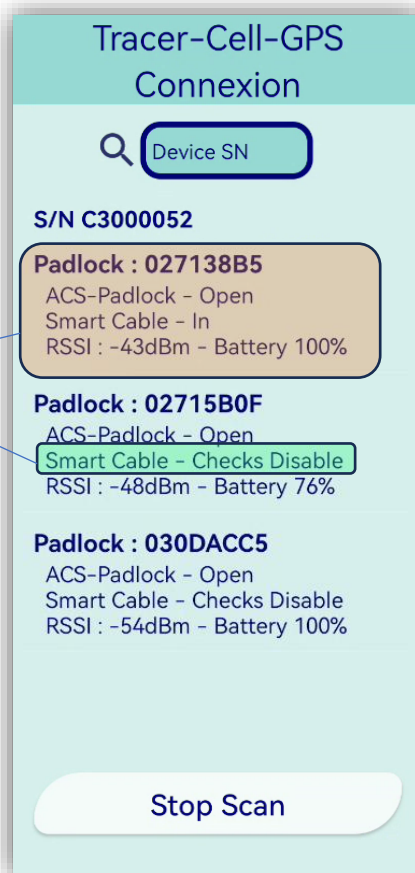 Tracer-Cell-GPS
Connexion
Device SN
S/N C3000052
Padlock : 027138B5
ACS-Padlock - Open
Smart Cable - In
RSSI : -43dBm - Battery 100%
Padlock : 02715B0F
ACS-Padlock - Open
Smart Cable - Checks Disable
RSSI : -48dBm - Battery 76%
Padlock : 030DACC5
ACS-Padlock - Open
Smart Cable - Checks Disable
RSSI : -54dBm - Battery 100%
Stop Scan